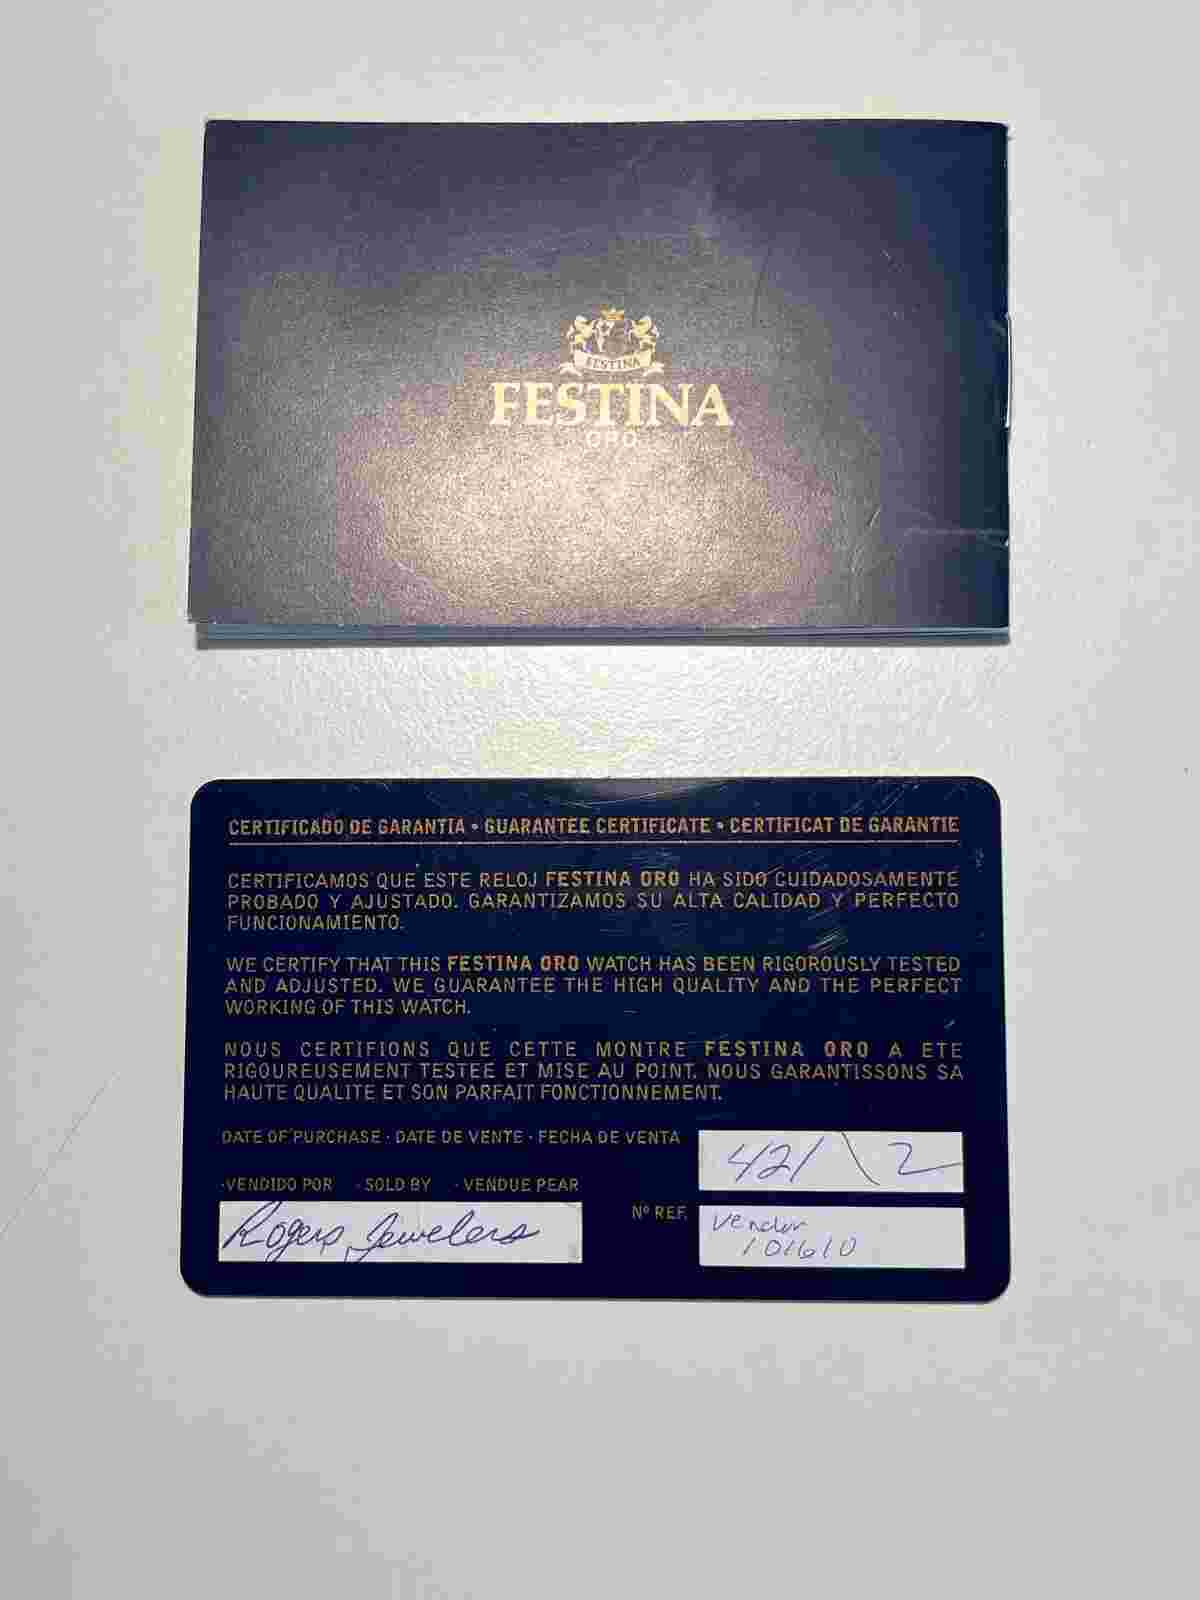 FESTINA
FESTINA
ORO
CERTIFICADO DE GARANTIA • GUARANTEE CERTIFICATE • CERTIFICAT DE GARANTIE
CERTIFICAMOS QUE ESTE RELOJ FESTINA ORO HA SIDO CUIDADOSAMENTE
PROBADO Y AJUSTADO. GARANTIZAMOS SU ALTA CALIDAD Y PERFECTO
FUNCIONAMIENTO.
WE CERTIFY THAT THIS FESTINA ORO WATCH HAS BEEN RIGOROUSLY TESTED
AND ADJUSTED. WE GUARANTEE THE HIGH QUALITY AND THE PERFECT
WORKING OF THIS WATCH.
NOUS CERTIFIONS QUE CETTE MONTRE FESTINA ORO A ETE
RIGOUREUSEMENT TESTEE ET MISE AU POINT. NOUS GARANTISSONS SA
HAUTE QUALITE ET SON PARFAIT FONCTIONNEMENT.
DATE OF PURCHASE · DATE DE VENTE · FECHA DE VENTA
·VENDIDO POR ·SOLD BY ·VENDUE PEAR
Rogers Jewelers
Nº REF.
Vendor
101610